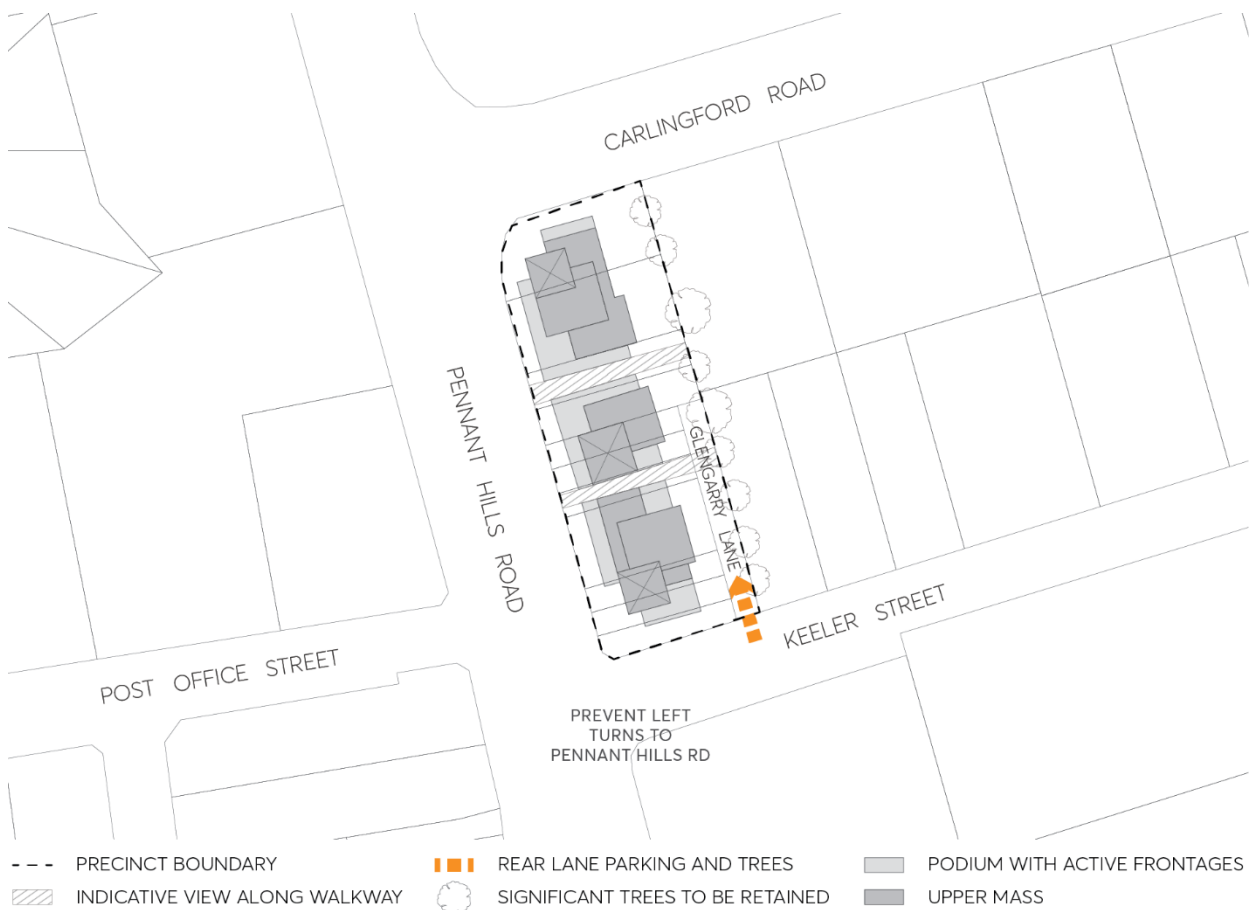 CARLINGFORD ROAD
PENNANT HILLS ROAD
GLENGARRY LANE
KEELER STREET
POST OFFICE STREET
PREVENT LEFT
TURNS TO
PENNANT HILLS RD
PRECINCT BOUNDARY
REAR LANE PARKING AND TREES
PODIUM WITH ACTIVE FRONTAGES
INDICATIVE VIEW ALONG WALKWAY
SIGNIFICANT TREES TO BE RETAINED
UPPER MASS